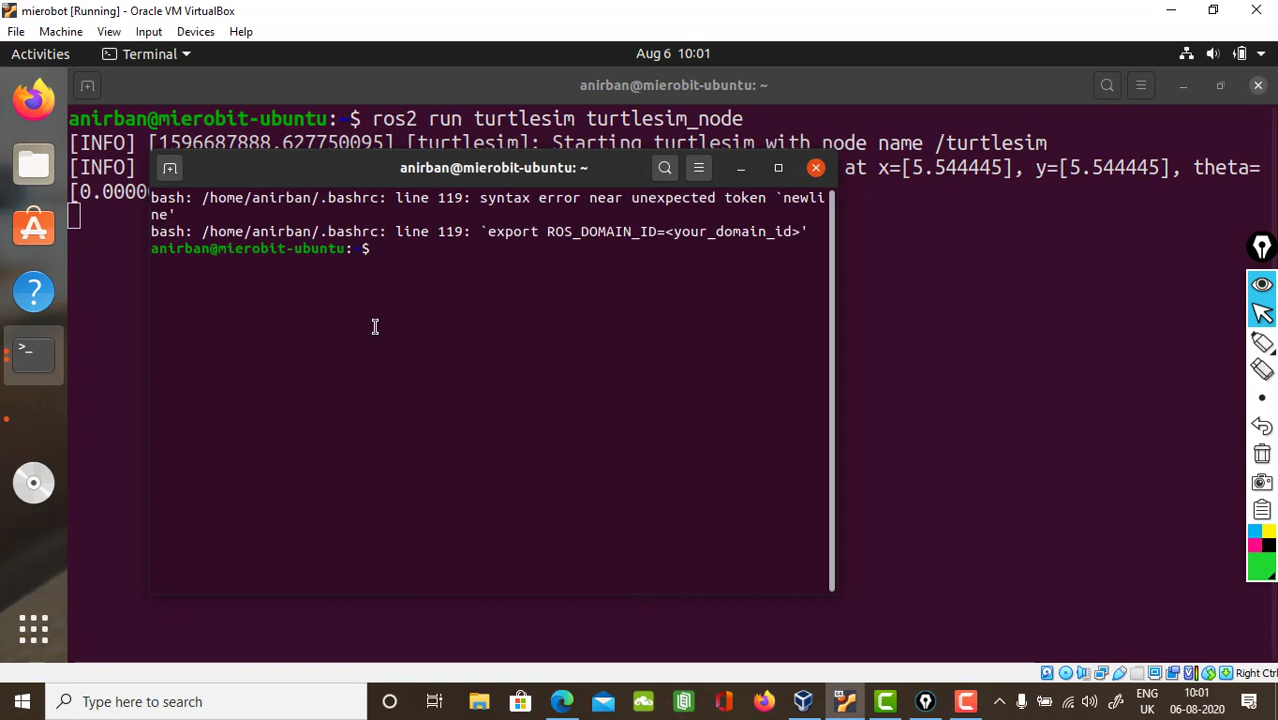 mierobot [Running] - Oracle VM VirtualBox
File Machine View Input Devices Help
Activities Terminal Aug 6 10:01
anirban@mierobit-ubuntu: ~
anirban@mierobit-ubuntu:~$ ros2 run turtlesim turtlesim_node
[INFO] [1596687888.627750095] [turtlesim]: Starting turtlesim with node name /turtlesim
[INFO] at x=[5.544445], y=[5.544445], theta=
[0.0000
anirban@mierobit-ubuntu: ~
bash: /home/anirban/.bashrc: line 119: syntax error near unexpected token `newli
ne'
bash: /home/anirban/.bashrc: line 119: `export ROS_DOMAIN_ID=<your_domain_id>'
anirban@mierobit-ubuntu:~$
Right Ctrl
Type here to search
ENG
UK
10:01
06-08-2020